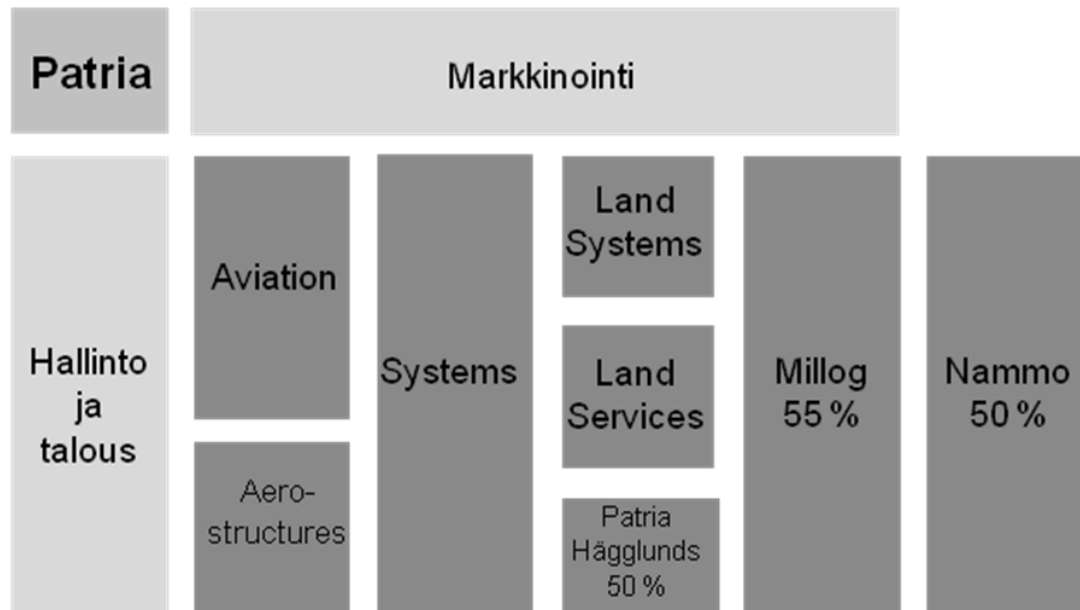 Patria
Markkinointi
Hallinto
ja
talous
Aviation
Aero-
structures
Systems
Land
Systems
Land
Services
Patria
Hägglunds
50 %
Millog
55 %
Nammo
50 %